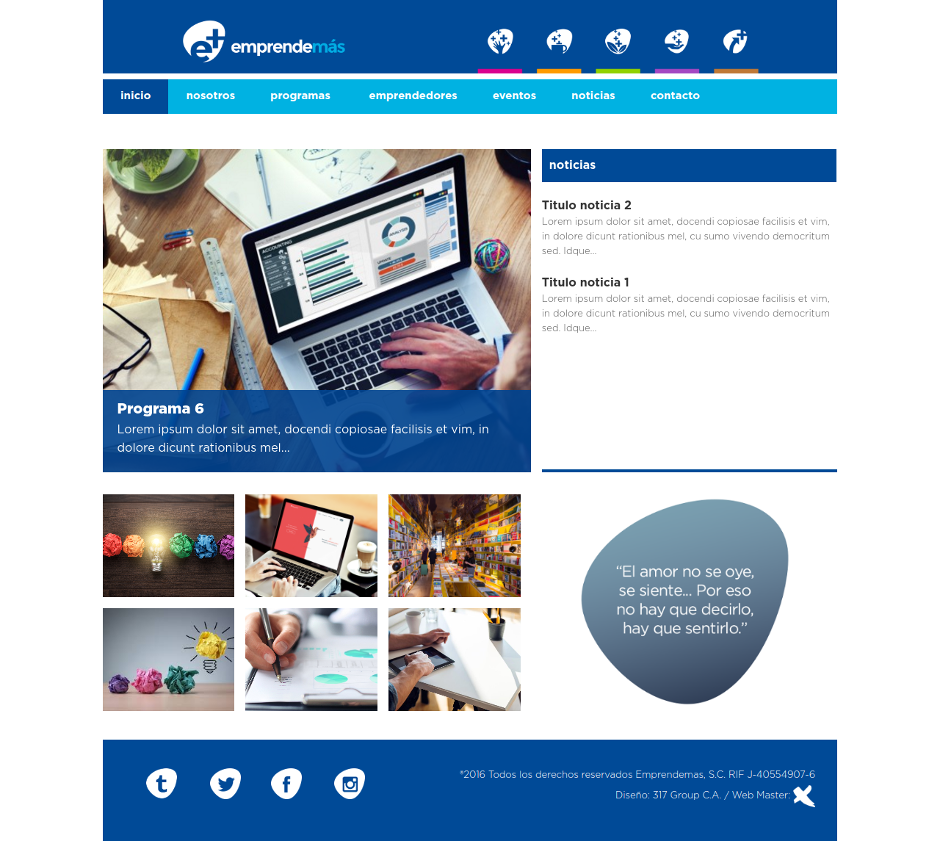 e+ emprendemás
inicio nosotros programas emprendedores eventos noticias contacto
ACCOUNTING
ANALYSIS
Programa 6
Lorem ipsum dolor sit amet, docendi copiosae facilisis et vim, in
dolore dicunt rationibus mel...
noticias
Titulo noticia 2
Lorem ipsum dolor sit amet, docendi copiosae facilisis et vim,
in dolore dicunt rationibus mel, cu sumo vivendo democritum
sed. Idque...
Titulo noticia 1
Lorem ipsum dolor sit amet, docendi copiosae facilisis et vim,
in dolore dicunt rationibus mel, cu sumo vivendo democritum
sed. Idque...
“El amor no se oye,
se siente... Por eso
no hay que decirlo,
hay que sentirlo.”
®2016 Todos los derechos reservados Emprendemas, S.C. RIF J-40554907-6
Diseño: 317 Group C.A. / Web Master: